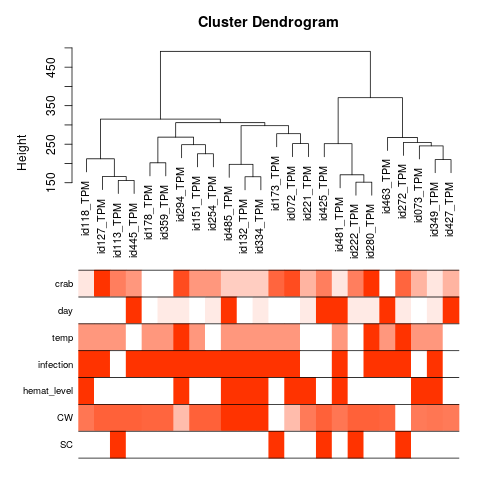 Cluster Dendrogram
Height
450
350
250
150
id118_TPM
id127_TPM
id113_TPM
id445_TPM
id178_TPM
id359_TPM
id294_TPM
id151_TPM
id254_TPM
id485_TPM
id132_TPM
id334_TPM
id173_TPM
id072_TPM
id221_TPM
id425_TPM
id481_TPM
id222_TPM
id280_TPM
id463_TPM
id272_TPM
id073_TPM
id349_TPM
id427_TPM
crab
day
temp
infection
hemat_level
CW
SC